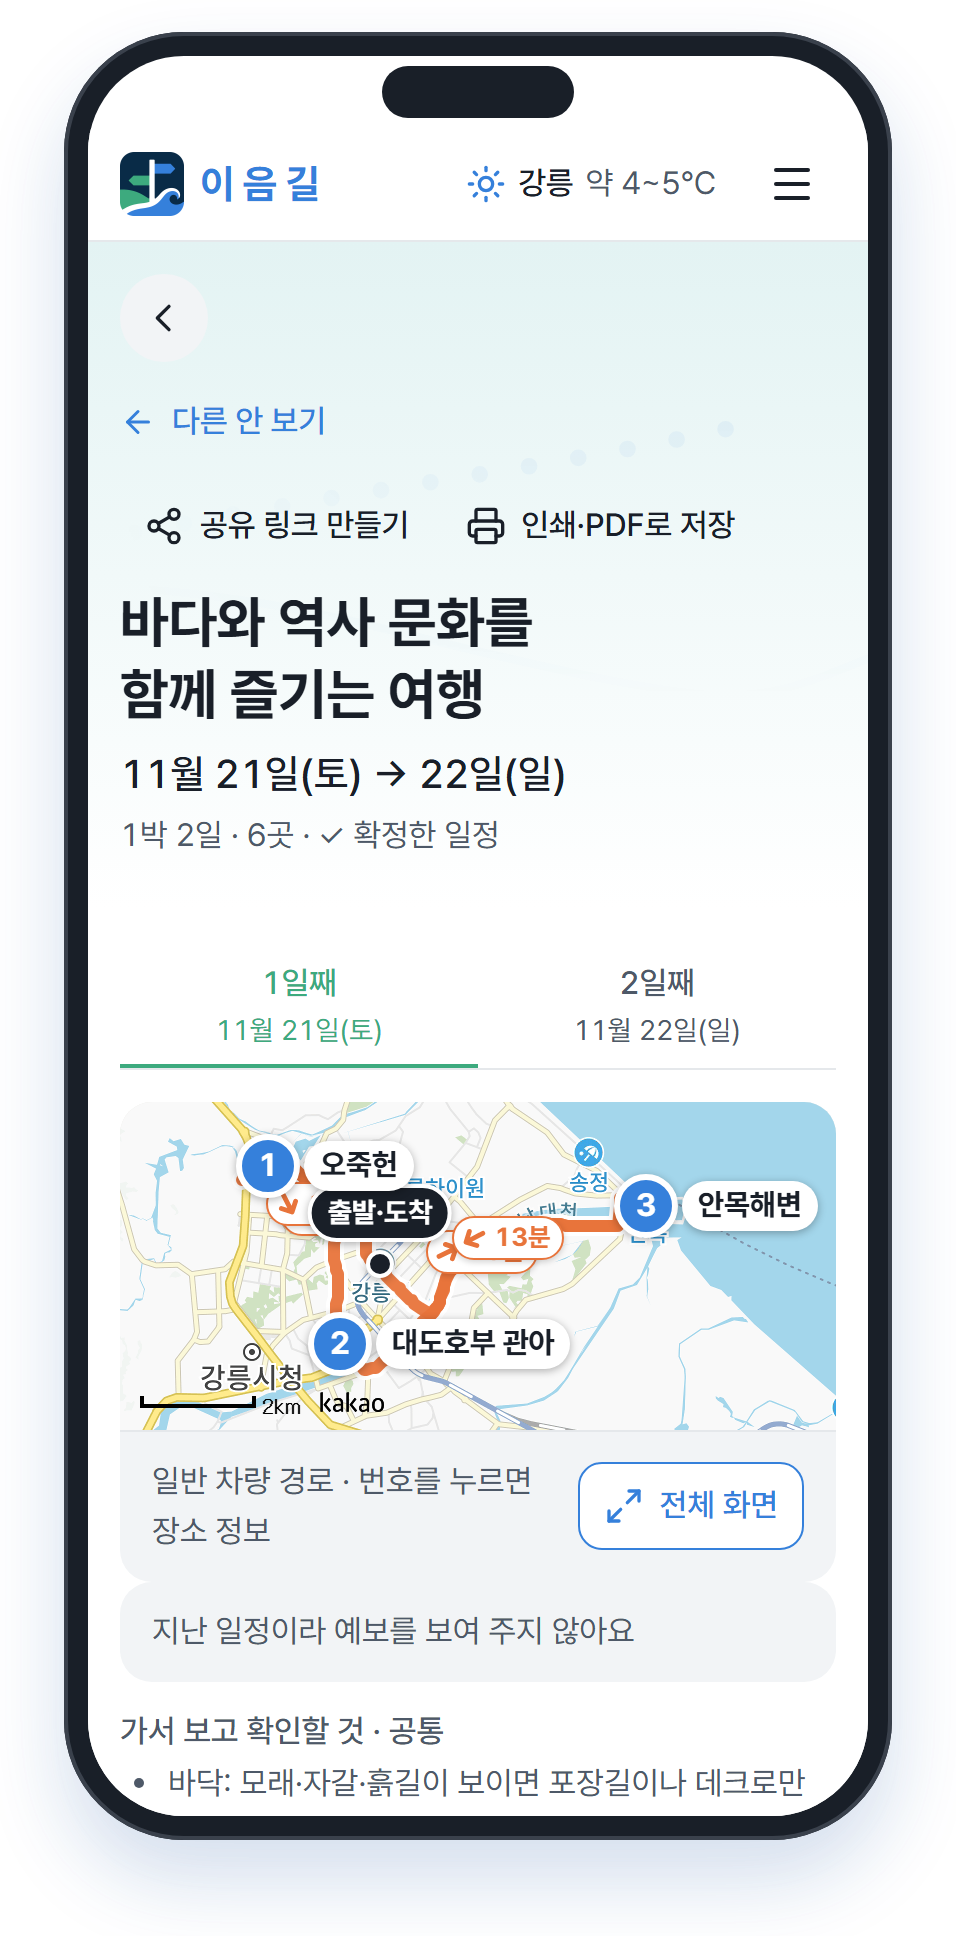 이음길
강릉 약 4~5°C
다른 안 보기
공유 링크 만들기
인쇄·PDF로 저장
바다와 역사 문화를
함께 즐기는 여행
11월 21일(토) → 22일(일)
1박 2일 · 6곳 · ✓ 확정한 일정
1일째
11월 21일(토)
2일째
11월 22일(일)
1 오죽헌
출발·도착
송정
3 안목해변
13분
강릉
2 대도호부 관아
강릉시청
2km kakao
일반 차량 경로 · 번호를 누르면
장소 정보
전체 화면
지난 일정이라 예보를 보여 주지 않아요
가서 보고 확인할 것 · 공통
• 바닥: 모래·자갈·흙길이 보이면 포장길이나 데크로만